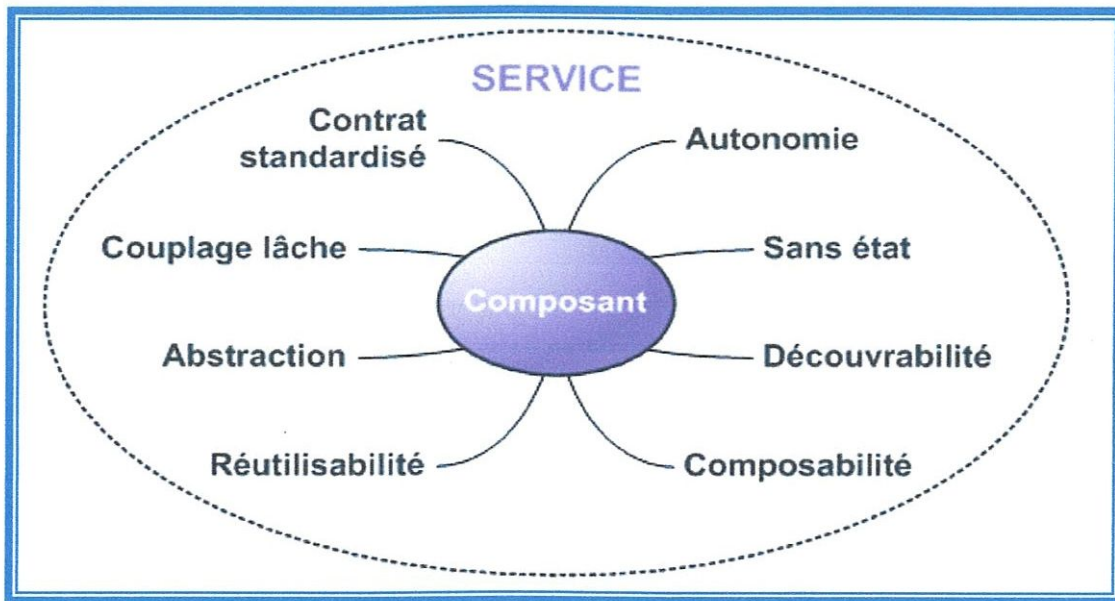 SERVICE
Contrat
standardisé
Autonomie
Couplage lâche
Sans état
Composant
Abstraction
Découvrabilité
Réutilisabilité
Composabilité